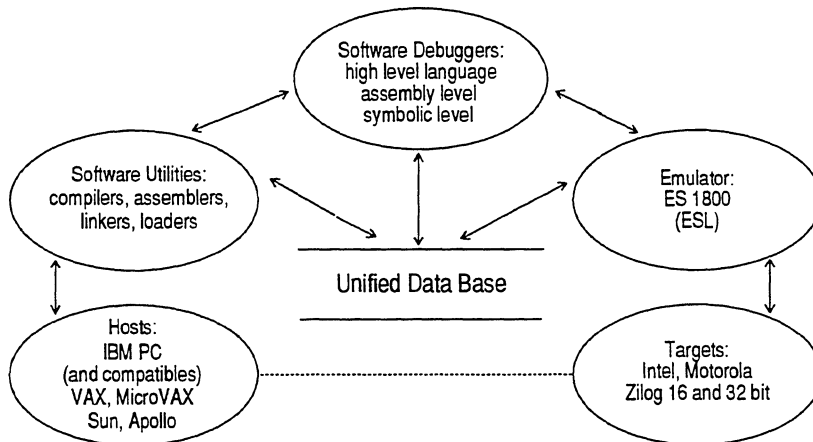 Software Debuggers:
high level language
assembly level
symbolic level
Software Utilities:
compilers, assemblers,
linkers, loaders
Emulator:
ES 1800
(ESL)
Unified Data Base
Hosts:
IBM PC
(and compatibles)
VAX, MicroVAX
Sun, Apollo
Targets:
Intel, Motorola
Zilog 16 and 32 bit